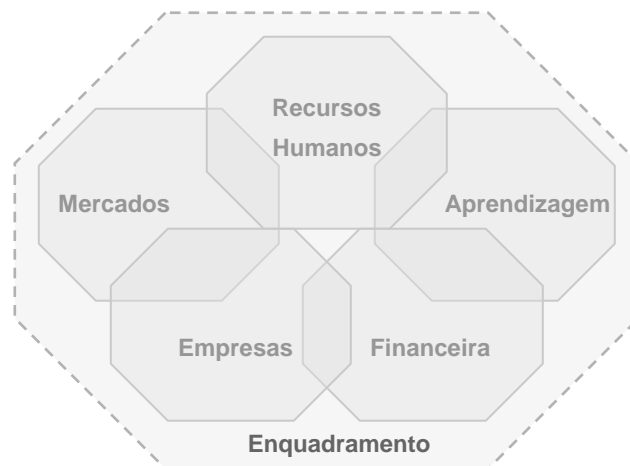 Recursos
Humanos
Mercados
Aprendizagem
Empresas
Financeira
Enquadramento